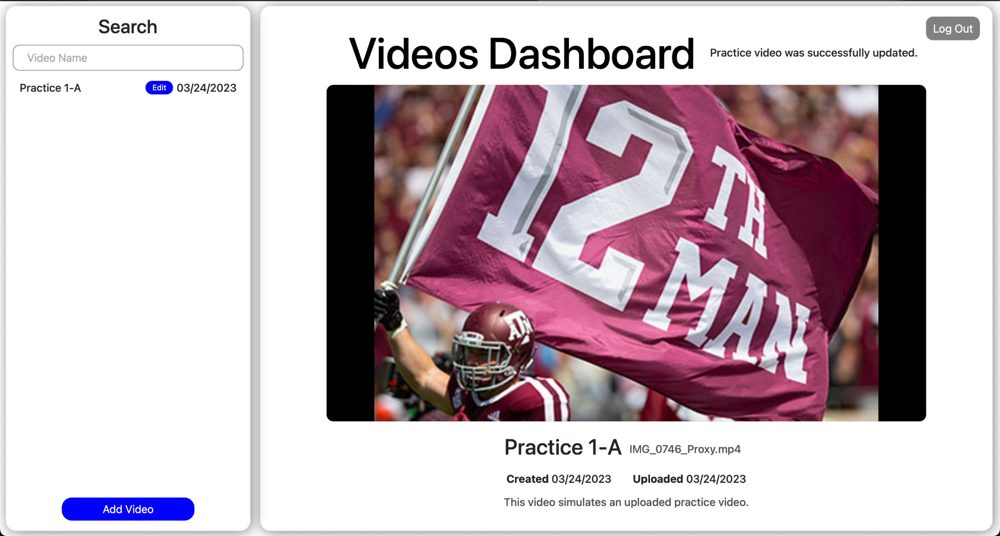 Search
Video Name
Practice 1-A Edit 03/24/2023
Add Video
Log Out
Videos Dashboard Practice video was successfully updated.
12
TH
MAN
ATM
Practice 1-A IMG_0746_Proxy.mp4
Created 03/24/2023 Uploaded 03/24/2023
This video simulates an uploaded practice video.